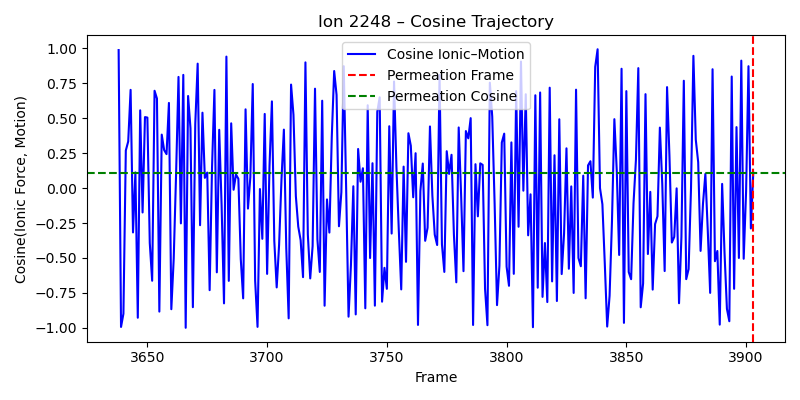 Ion 2248 – Cosine Trajectory
Cosine Ionic–Motion
Permeation Frame
Permeation Cosine
Cosine(Ionic Force, Motion)
1.00
0.75
0.50
0.25
0.00
−0.25
−0.50
−0.75
−1.00
3650
3700
3750
3800
3850
3900
Frame